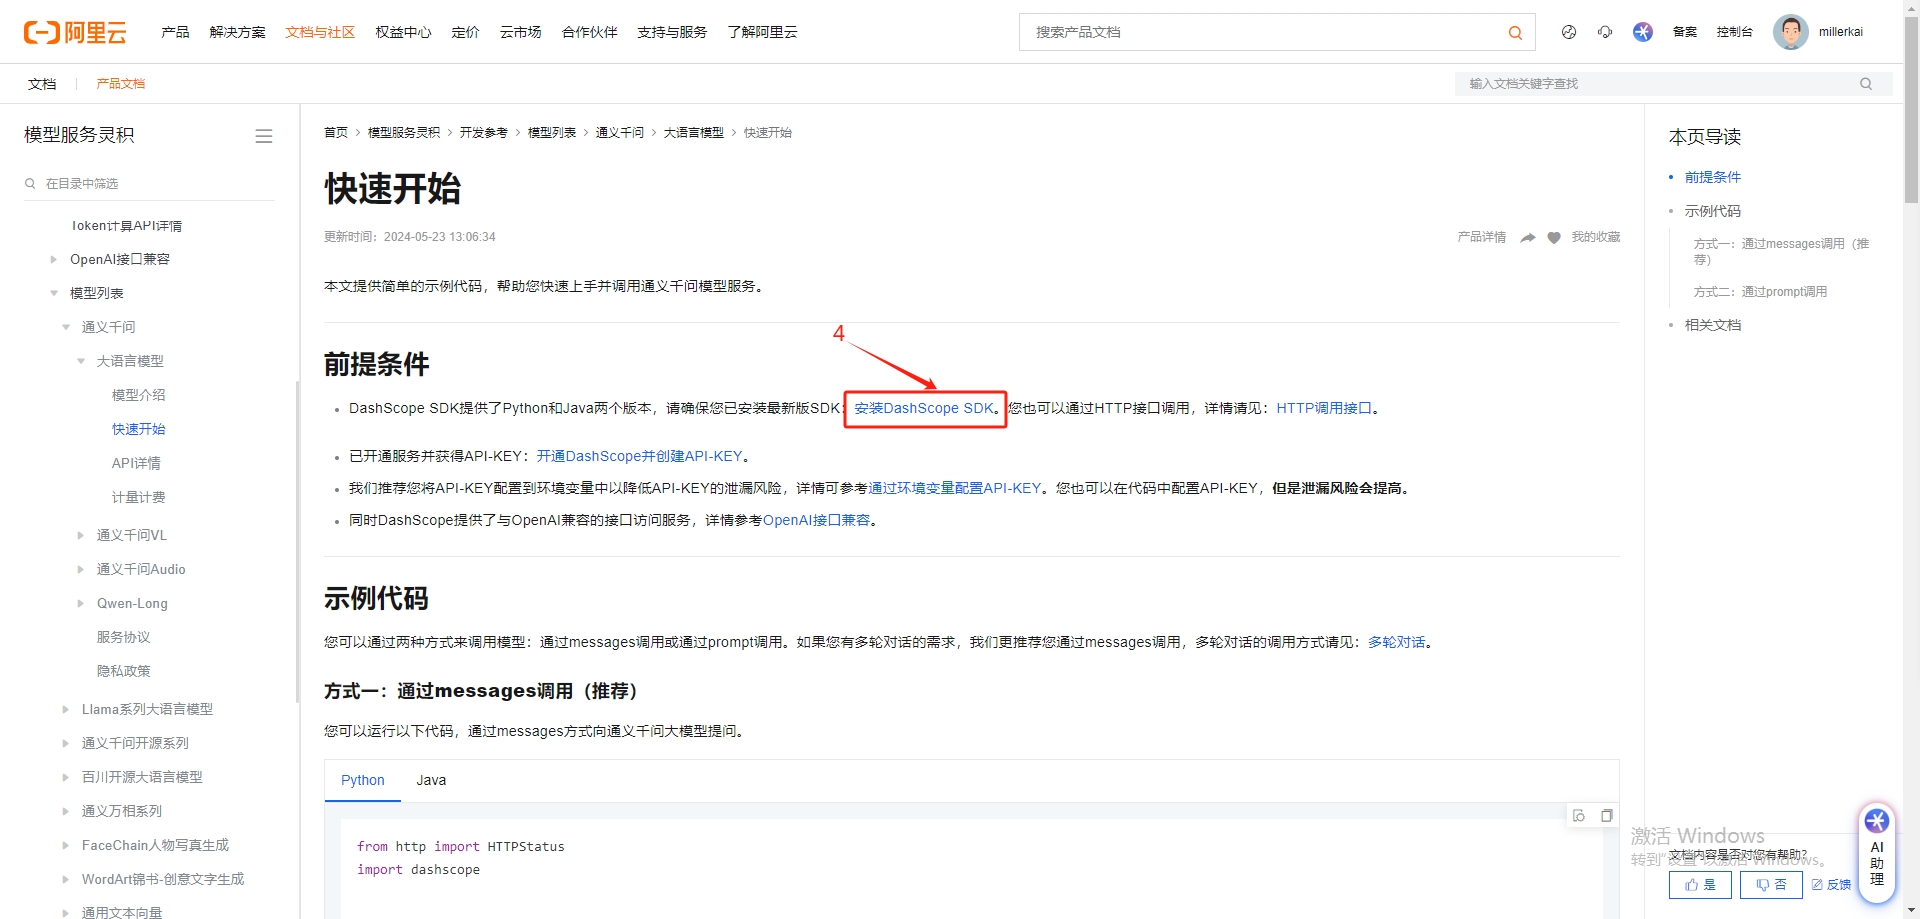 阿里云 产品 解决方案 文档与社区 权益中心 定价 云市场 合作伙伴 支持与服务 了解阿里云 搜索产品文档 备案 控制台 millerkai
文档 产品文档 输入文档关键字查找
模型服务灵积
在目录中筛选
Token计算API详情
OpenAI接口兼容
模型列表
通义千问
大语言模型
模型介绍
快速开始
API详情
计量计费
通义千问VL
通义千问Audio
Qwen-Long
服务协议
隐私政策
Llama系列大语言模型
通义千问开源系列
百川开源大语言模型
通义万相系列
FaceChain人物写真生成
WordArt锦书-创意文字生成
通用文本向量
首页 > 模型服务灵积 > 开发参考 > 模型列表 > 通义千问 > 大语言模型 > 快速开始
快速开始
更新时间：2024-05-23 13:06:34
产品详情 我的收藏
本文提供简单的示例代码，帮助您快速上手并调用通义千问模型服务。
4
前提条件
DashScope SDK提供了Python和Java两个版本，请确保您已安装最新版SDK：安装DashScope SDK。您也可以通过HTTP接口调用，详情请见：HTTP调用接口。
已开通服务并获得API-KEY：开通DashScope并创建API-KEY。
我们推荐您将API-KEY配置到环境变量中以降低API-KEY的泄漏风险，详情可参考通过环境变量配置API-KEY。您也可以在代码中配置API-KEY，但是泄漏风险会提高。
同时DashScope提供了与OpenAI兼容的接口访问服务，详情参考OpenAI接口兼容。
示例代码
您可以通过两种方式来调用模型：通过messages调用或通过prompt调用。如果您有多轮对话的需求，我们更推荐您通过messages调用，多轮对话的调用方式请见：多轮对话。
方式一：通过messages调用（推荐）
您可以运行以下代码，通过messages方式向通义千问大模型提问。
Python Java
from http import HTTPStatus
import dashscope
本页导读
前提条件
示例代码
方式一：通过messages调用（推
荐）
方式二：通过prompt调用
相关文档
激活 Windows
转到"设置"以激活 Windows。
文档内容是否对您有帮助？
是 否 反馈
AI
助
理